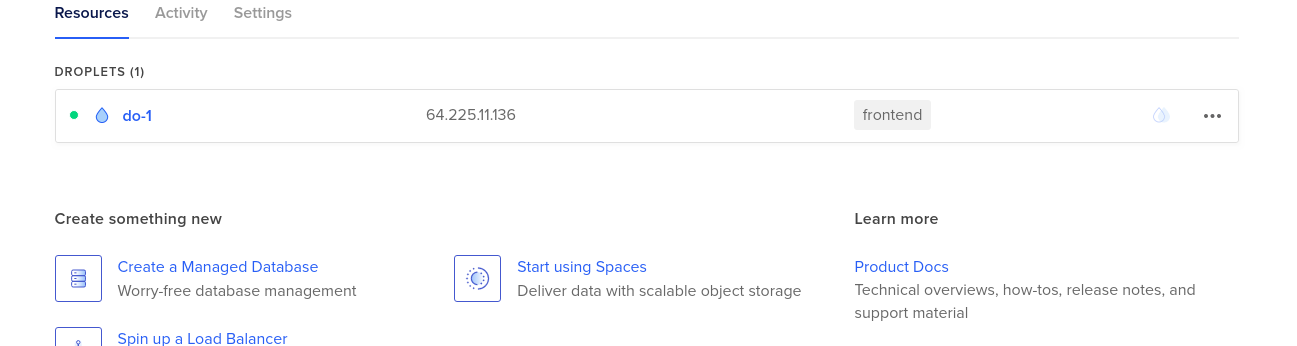 Resources Activity Settings
DROPLETS (1)
do-1 64.225.11.136 frontend
Create something new
Create a Managed Database
Worry-free database management
Start using Spaces
Deliver data with scalable object storage
Spin up a Load Balancer
Learn more
Product Docs
Technical overviews, how-tos, release notes, and
support material